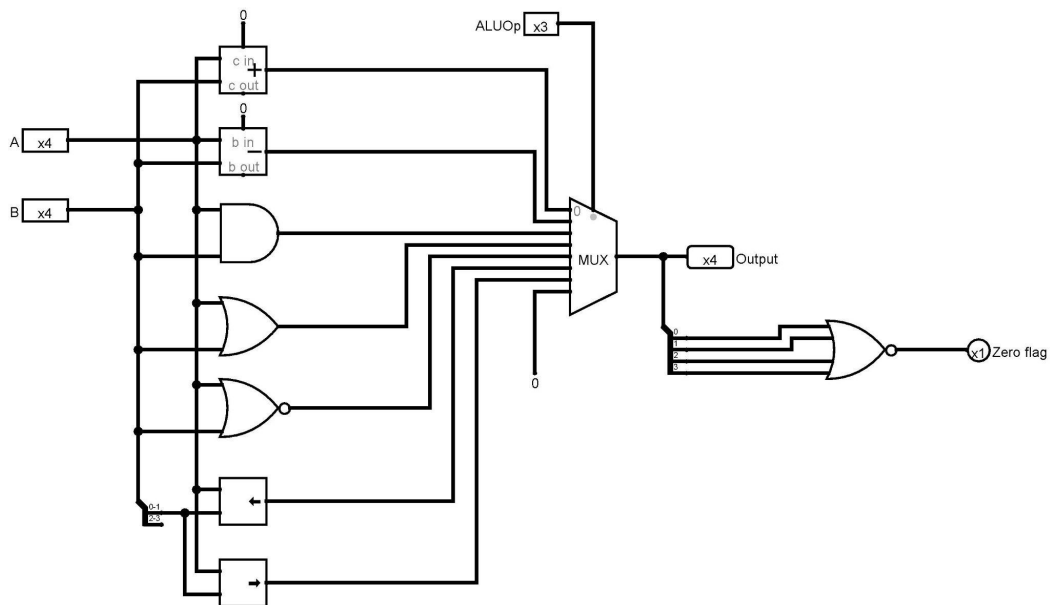 0
ALUOp x3
c in
+
c out
0
A x4
b in
b out
B x4
0
MUX
x4 Output
0
1
2
3
x1 Zero flag
0
0-1
2-3